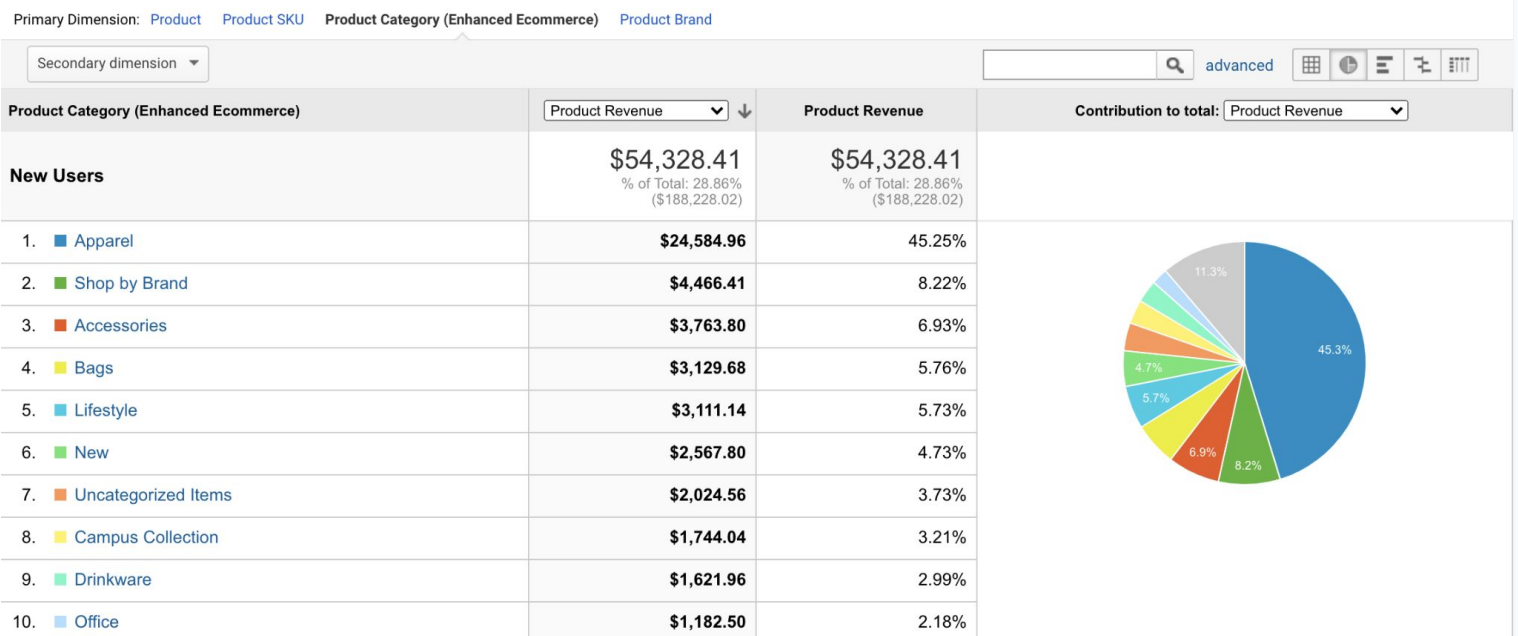 Primary Dimension: Product Product SKU Product Category (Enhanced Ecommerce) Product Brand
Secondary dimension advanced
Product Category (Enhanced Ecommerce) Product Revenue Product Revenue Contribution to total: Product Revenue
New Users $54,328.41 $54,328.41
% of Total: 28.86% % of Total: 28.86%
($188,228.02) ($188,228.02)
1. Apparel $24,584.96 45.25%
2. Shop by Brand $4,466.41 8.22%
3. Accessories $3,763.80 6.93%
4. Bags $3,129.68 5.76%
5. Lifestyle $3,111.14 5.73%
6. New $2,567.80 4.73%
7. Uncategorized Items $2,024.56 3.73%
8. Campus Collection $1,744.04 3.21%
9. Drinkware $1,621.96 2.99%
10. Office $1,182.50 2.18%
11.3%
45.3%
4.7%
5.7%
6.9%
8.2%